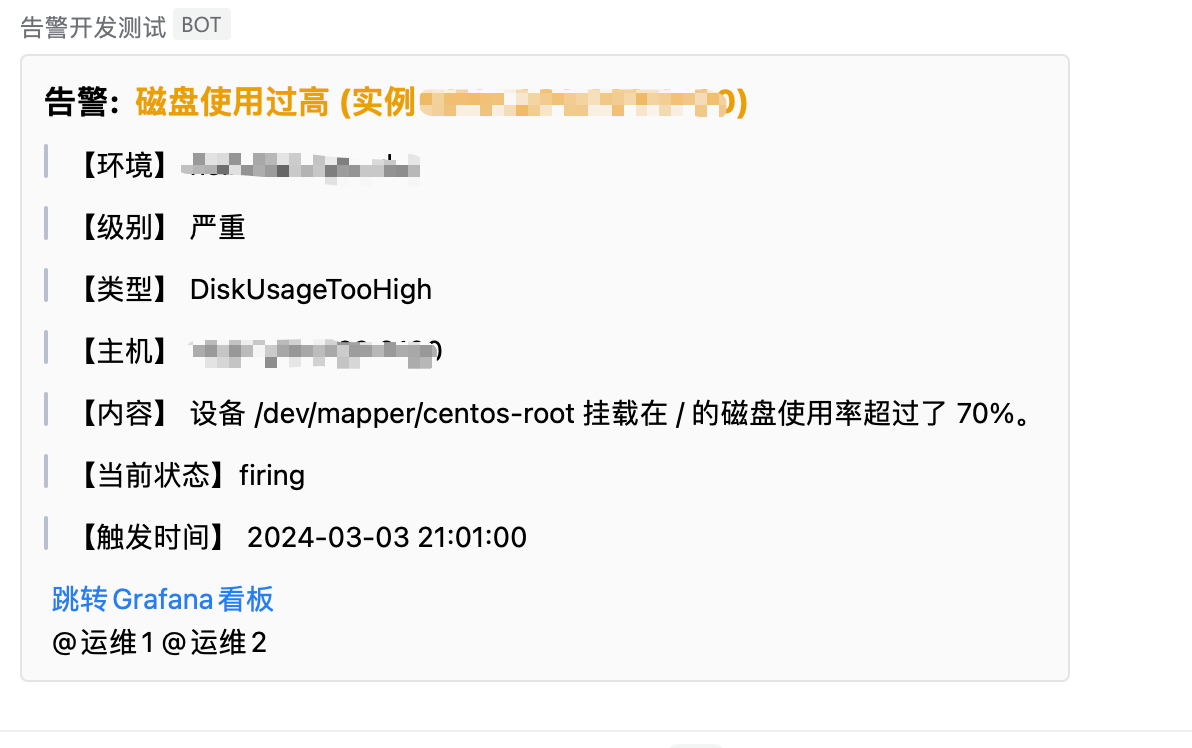 告警开发测试 BOT
告警: 磁盘使用过高 (实例
【环境】
【级别】 严重
【类型】 DiskUsageTooHigh
【主机】
【内容】 设备 /dev/mapper/centos-root 挂载在 / 的磁盘使用率超过了 70%。
【当前状态】firing
【触发时间】 2024-03-03 21:01:00
跳转Grafana看板
@运维1 @运维2